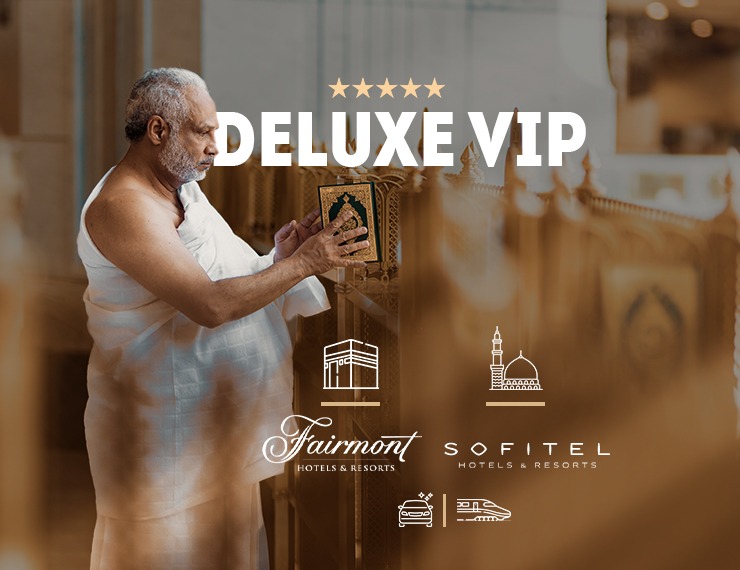 DELUXE VIP
Fairmont
HOTELS & RESORTS
SOFITEL
HOTELS & RESORTS